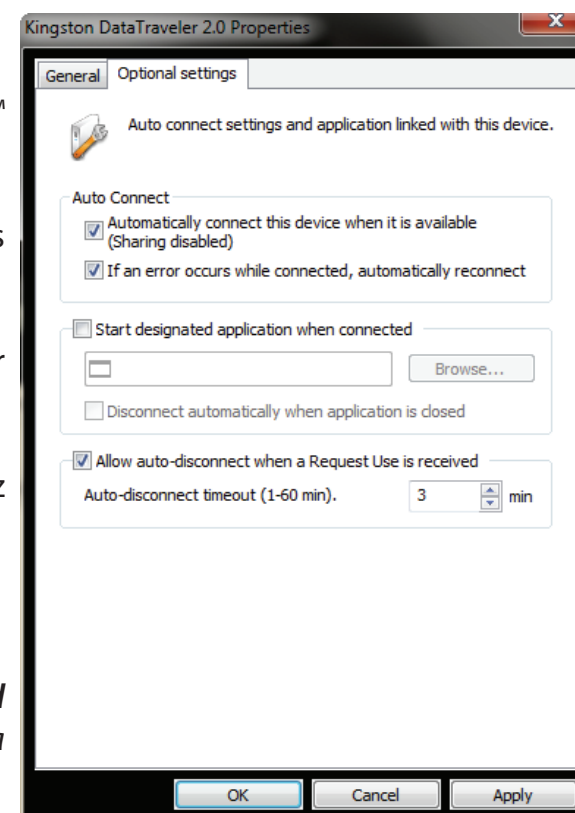 Kingston DataTraveler 2.0 Properties
General Optional settings
M
Auto connect settings and application linked with this device.
Auto Connect
s
Automatically connect this device when it is available
(Sharing disabled)
If an error occurs while connected, automatically reconnect
Start designated application when connected
r
Browse...
Disconnect automatically when application is closed
Allow auto-disconnect when a Request Use is received
z
Auto-disconnect timeout (1-60 min). 3 min
OK Cancel Apply